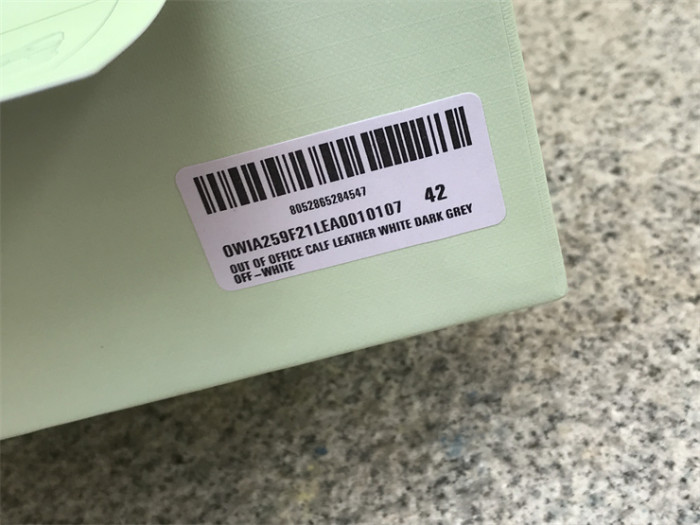 8052865284547
OWIA259F21LEA0010107 42
OUT OF OFFICE CALF LEATHER WHITE DARK GREY
OFF-WHITE